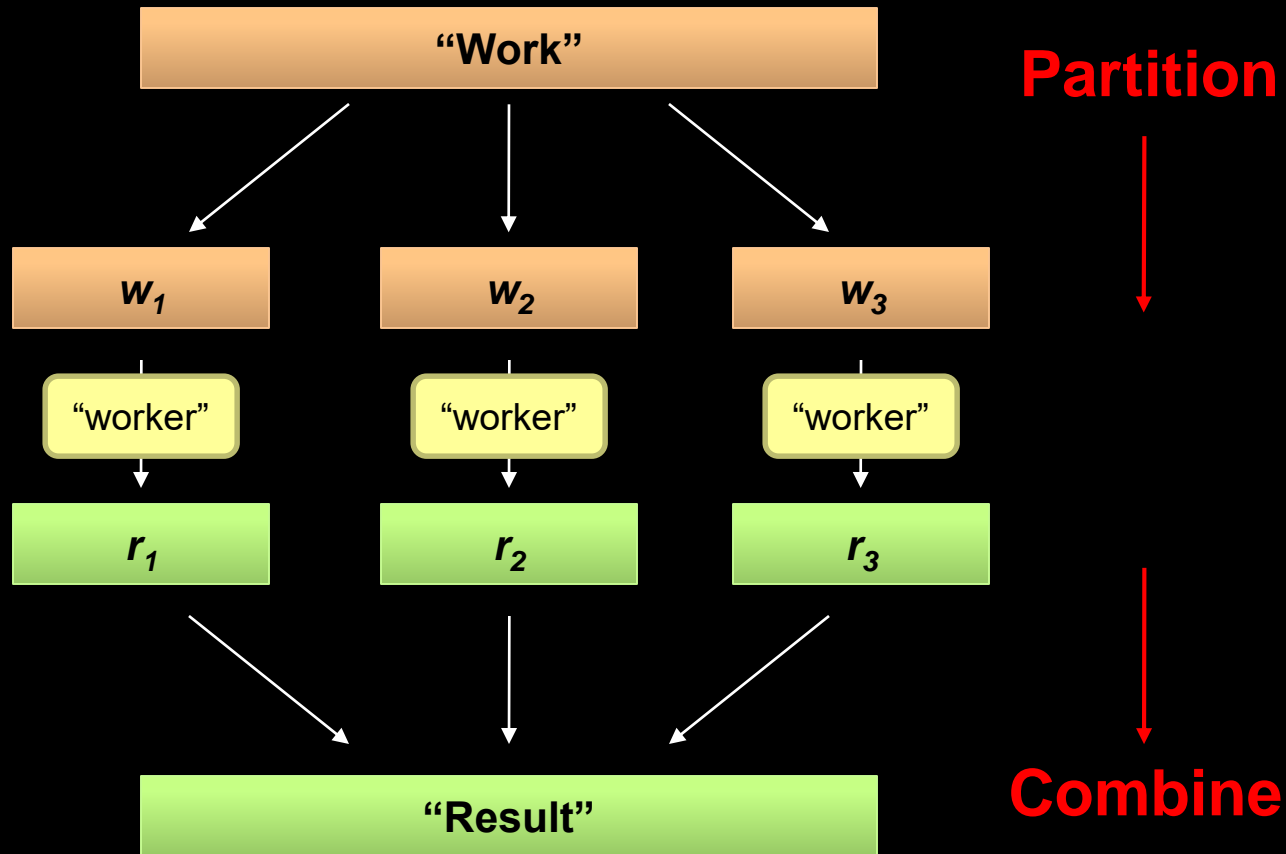 “Work”
Partition
w1
w2
w3
“worker”
“worker”
“worker”
r1
r2
r3
“Result”
Combine